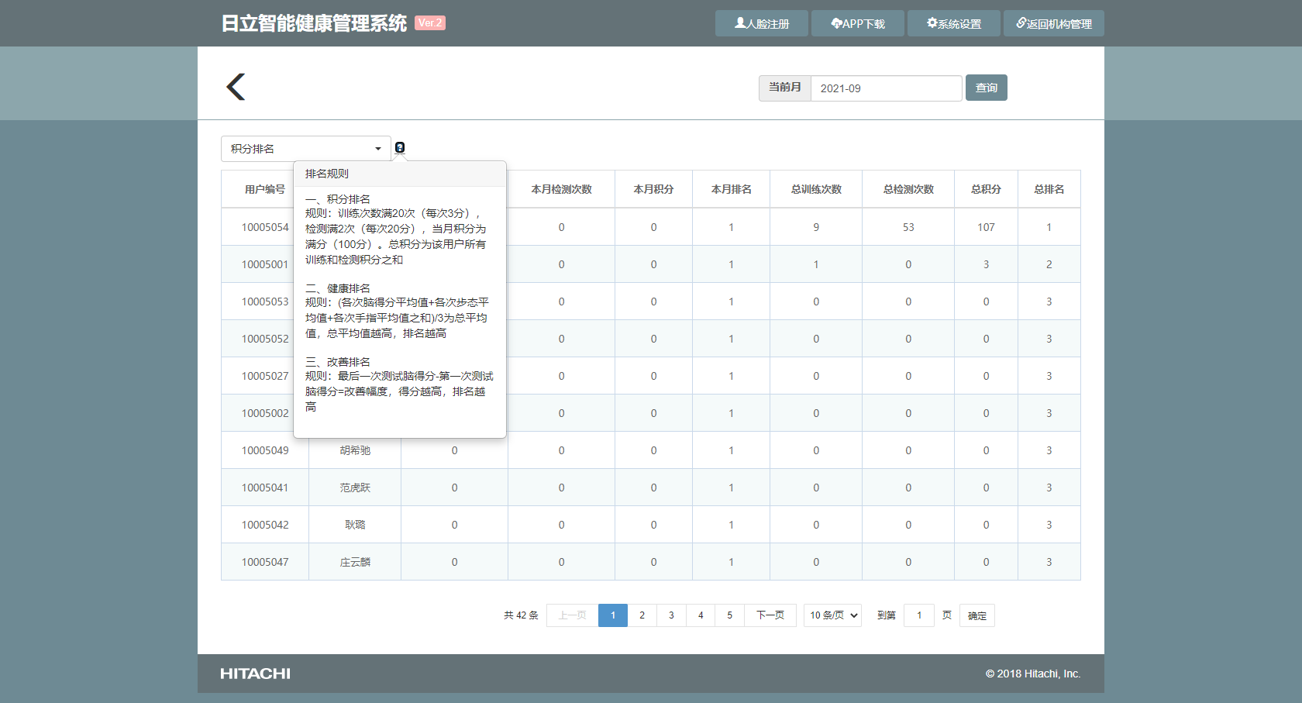 日立智能健康管理系统 Ver.2
人脸注册 APP下载 系统设置 返回机构管理
当前月 2021-09 查询
积分排名
排名规则
一、积分排名
规则：训练次数满20次（每次3分），
检测满2次（每次20分），当月积分为
满分（100分）。总积分为该用户所有
训练和检测积分之和
二、健康排名
规则：(各次脑得分平均值+各次步态平
均值+各次手指平均值之和)/3为总平均
值，总平均值越高，排名越高
三、改善排名
规则：最后一次测试脑得分-第一次测试
脑得分=改善幅度，得分越高，排名越
高
用户编号 本月检测次数 本月积分 本月排名 总训练次数 总检测次数 总积分 总排名
10005054 0 0 1 9 53 107 1
10005001 0 0 1 1 0 3 2
10005053 0 0 1 0 0 0 3
10005052 0 0 1 0 0 0 3
10005027 0 0 1 0 0 0 3
10005002 0 0 1 0 0 0 3
10005049 胡希驰 0 0 0 1 0 0 0 3
10005041 范虎跃 0 0 0 1 0 0 0 3
10005042 耿璐 0 0 0 1 0 0 0 3
10005047 庄云麟 0 0 0 1 0 0 0 3
共 42 条 上一页 1 2 3 4 5 下一页 10 条/页 到第 1 页 确定
HITACHI © 2018 Hitachi, Inc.